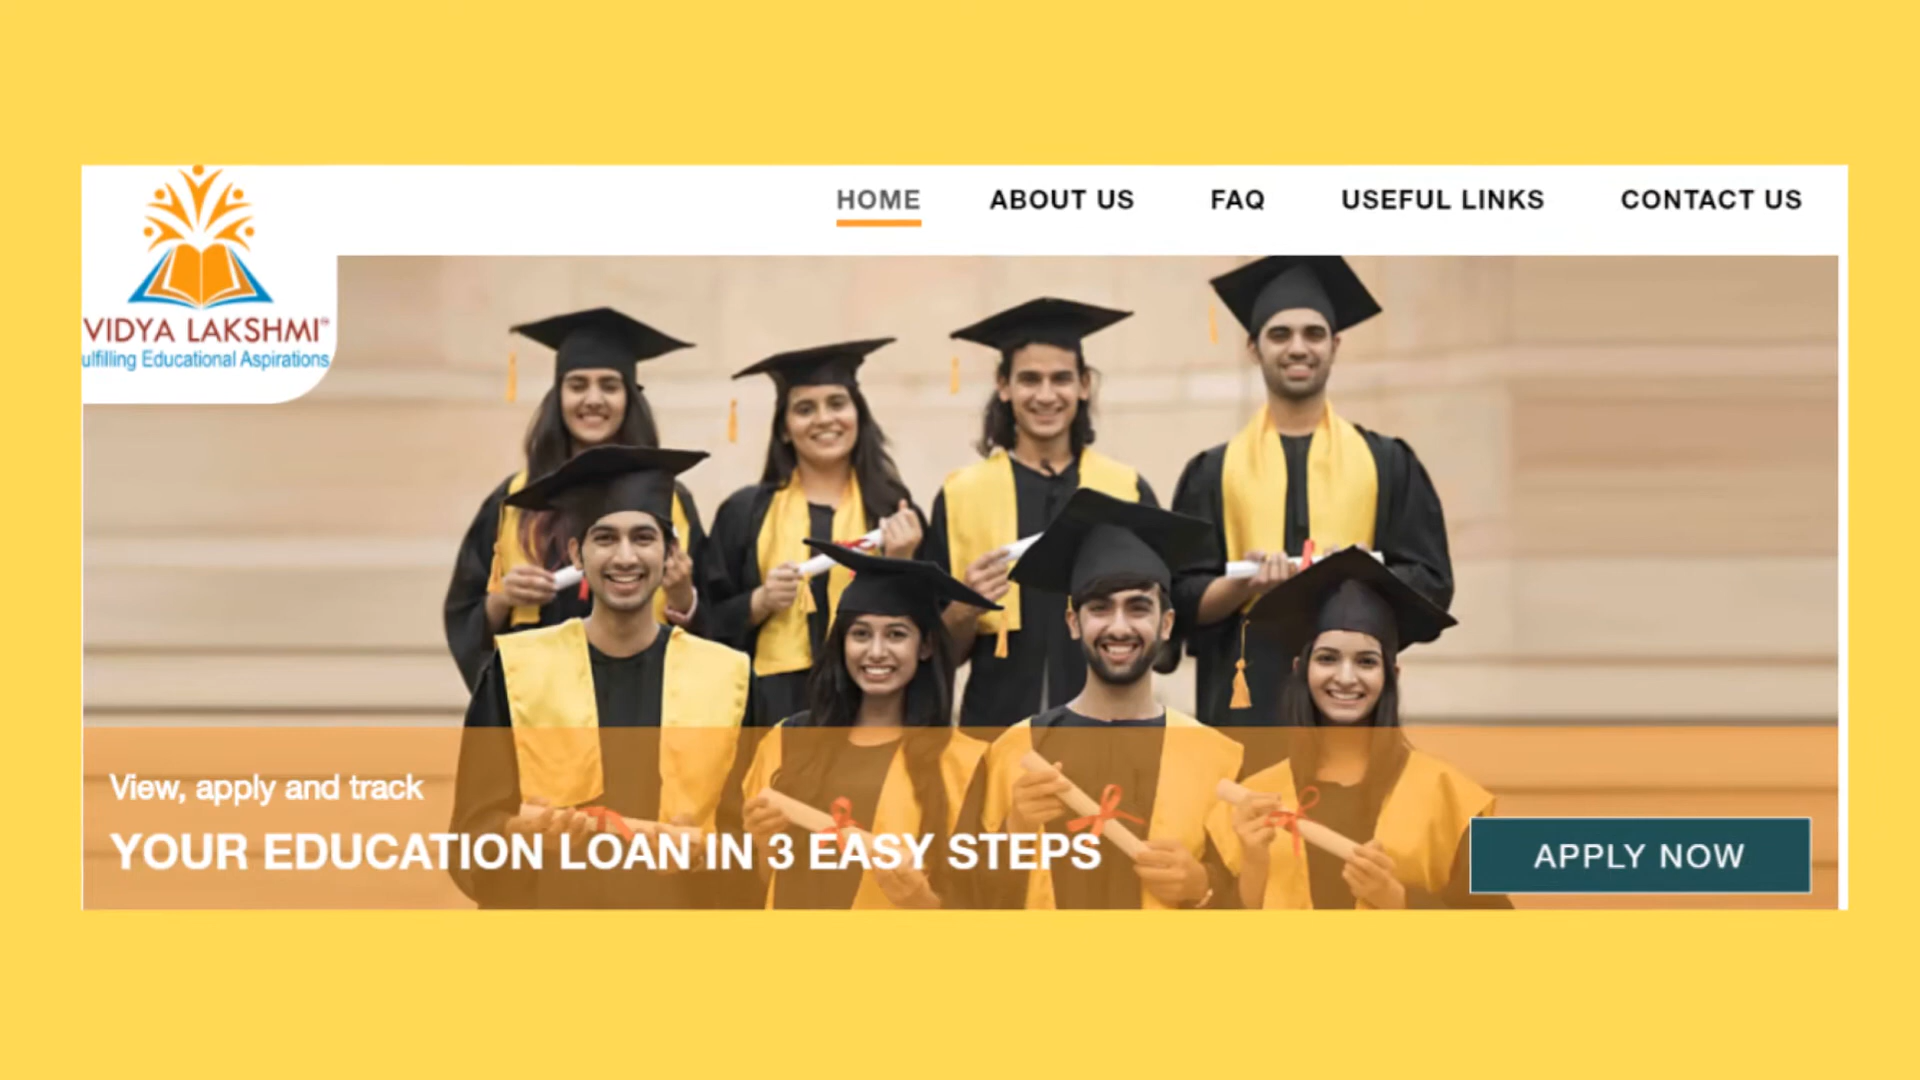 HOME ABOUT US FAQ USEFUL LINKS CONTACT US
VIDYA LAKSHMI
ulfilling Educational Aspirations
View, apply and track
YOUR EDUCATION LOAN IN 3 EASY STEPS
APPLY NOW